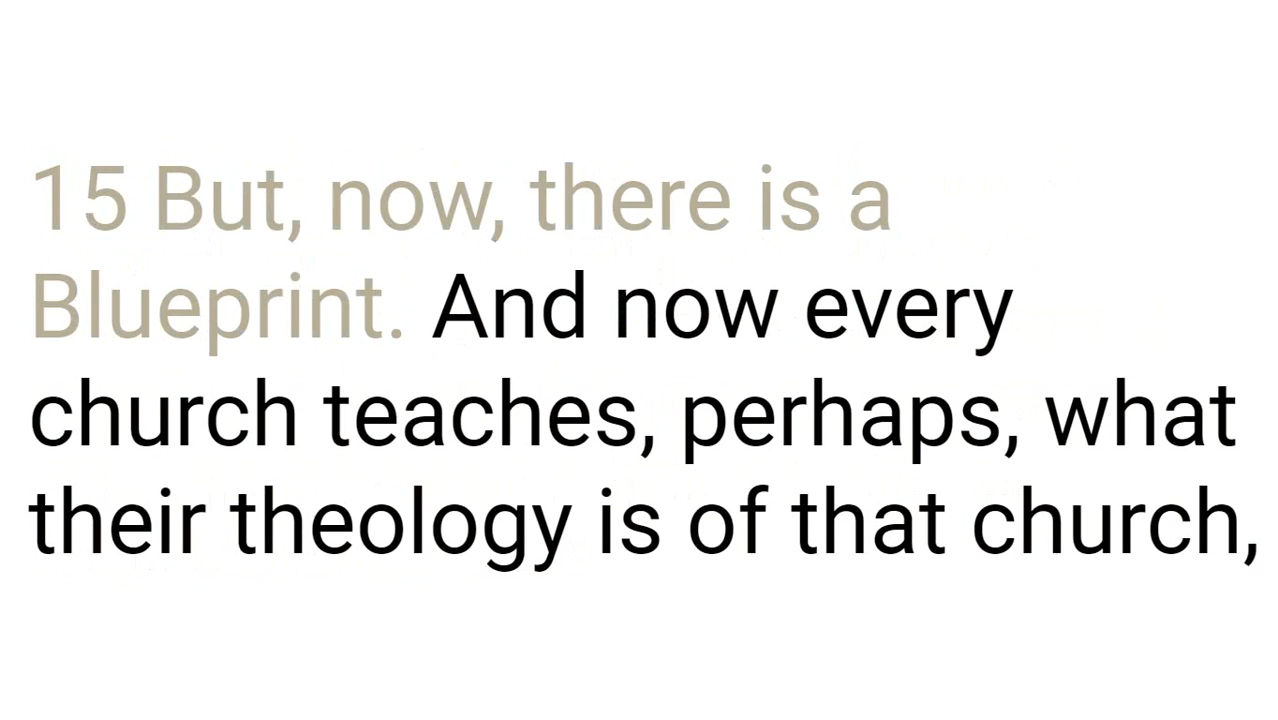 15 But, now, there is a
Blueprint. And now every
church teaches, perhaps, what
their theology is of that church,